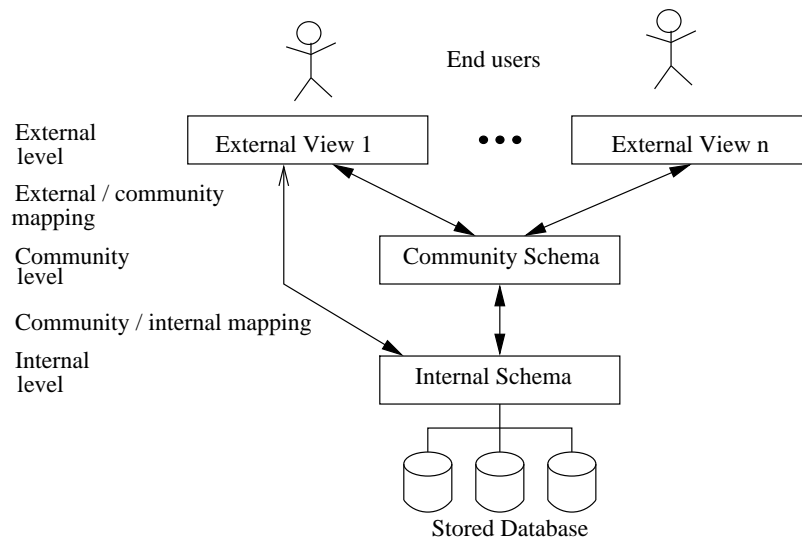 End users
External
level
External View 1
External View n
External / community
mapping
Community
level
Community Schema
Community / internal mapping
Internal
level
Internal Schema
Stored Database